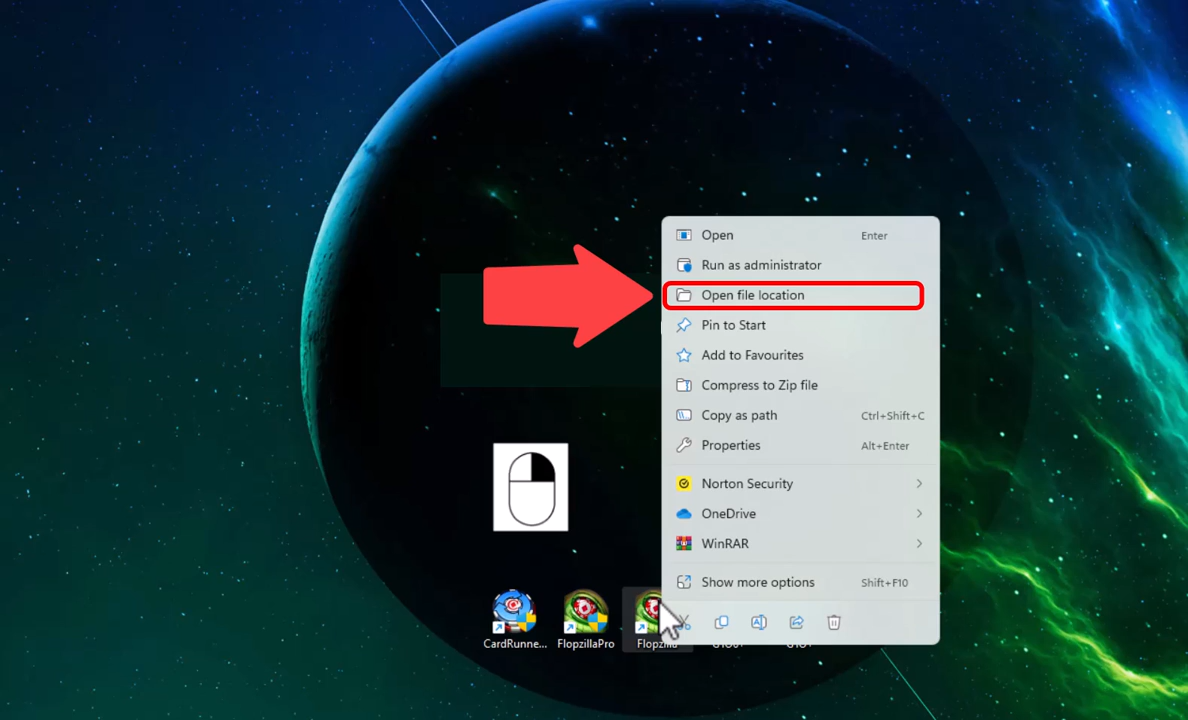 Open Enter
Run as administrator
Open file location
Pin to Start
Add to Favourites
Compress to Zip file
Copy as path Ctrl+Shift+C
Properties Alt+Enter
Norton Security
OneDrive
WinRAR
Show more options Shift+F10
CardRunne... FlopzillaPro Flopzilla